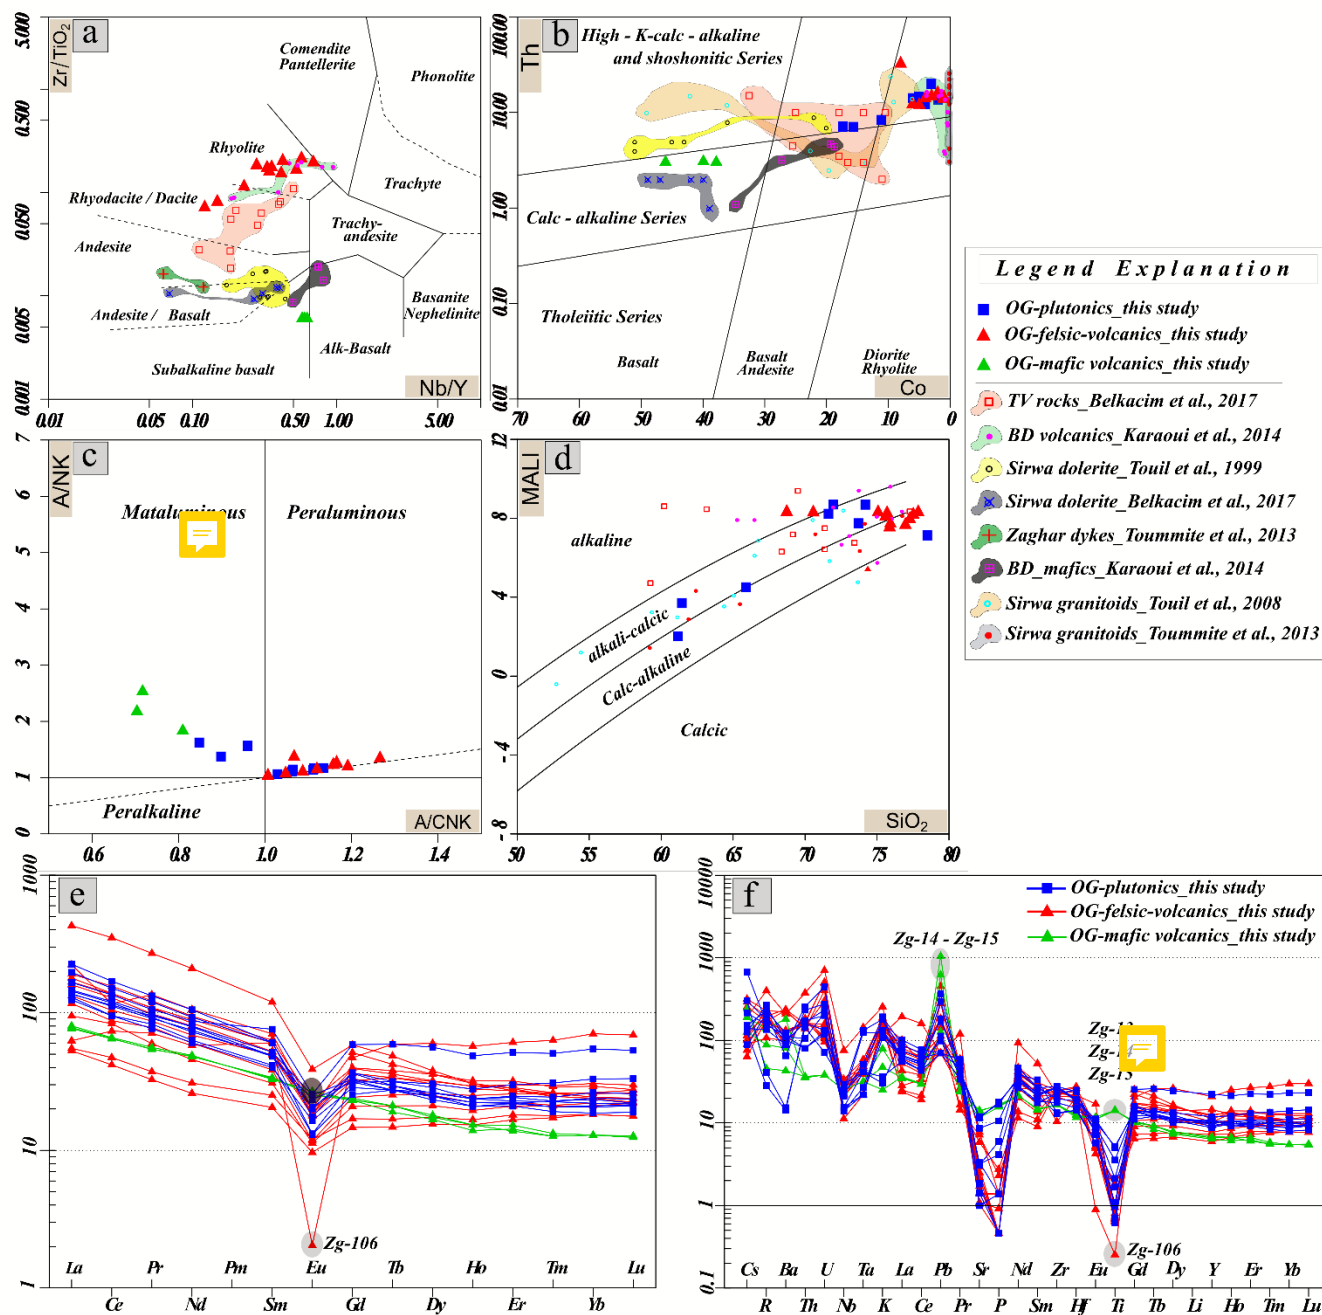 a
Zr/TiO2
5.000
0.500
0.050
0.005
0.001
Comendite
Pantellerite
Phonolite
Rhyolite
Rhyodacite / Dacite
Trachyte
Trachy-
andesite
Andesite
Andesite / Basalt
Basanite
Nephelinite
Alk-Basalt
Subalkaline basalt
Nb/Y
0.01
0.05
0.10
0.50
1.00
5.00
b
Th
100.00
10.00
1.00
0.10
0.01
High - K-calc - alkaline
and shoshonitic Series
Calc - alkaline Series
Tholeiitic Series
Basalt
Basalt
Andesite
Diorite
Rhyolite
Co
70
60
50
40
30
20
10
0
Legend Explanation
OG-plutonics_this study
OG-felsic-volcanics_this study
OG-mafic volcanics_this study
TV rocks_Belkacim et al., 2017
BD volcanics_Karaoui et al., 2014
Sirwa dolerite_Touil et al., 1999
Sirwa dolerite_Belkacim et al., 2017
Zaghar dykes_Toummite et al., 2013
BD_mafics_Karaoui et al., 2014
Sirwa granitoids_Touil et al., 2008
Sirwa granitoids_Toummite et al., 2013
c
A/NK
7
6
5
4
3
2
1
0
Mataluminous
Peraluminous
Peralkaline
A/CNK
0.6
0.8
1.0
1.2
1.4
d
MALI
12
8
4
0
-4
-8
alkaline
alkali-calcic
Calc-alkaline
Calcic
SiO2
50
55
60
65
70
75
80
e
1000
100
10
1
Zg-106
La
Ce
Pr
Nd
Pm
Sm
Eu
Gd
Tb
Dy
Ho
Er
Tm
Yb
Lu
f
10000
1000
100
10
1
0.1
OG-plutonics_this study
OG-felsic-volcanics_this study
OG-mafic volcanics_this study
Zg-14 - Zg-15
Zg-106
Cs
R
Ba
Th
U
Nb
Ta
K
La
Ce
Pb
Pr
Sr
P
Nd
Sm
Zr
Hf
Eu
Ti
Gd
Tb
Dy
Li
Y
Ho
Er
Tm
Yb
Lu